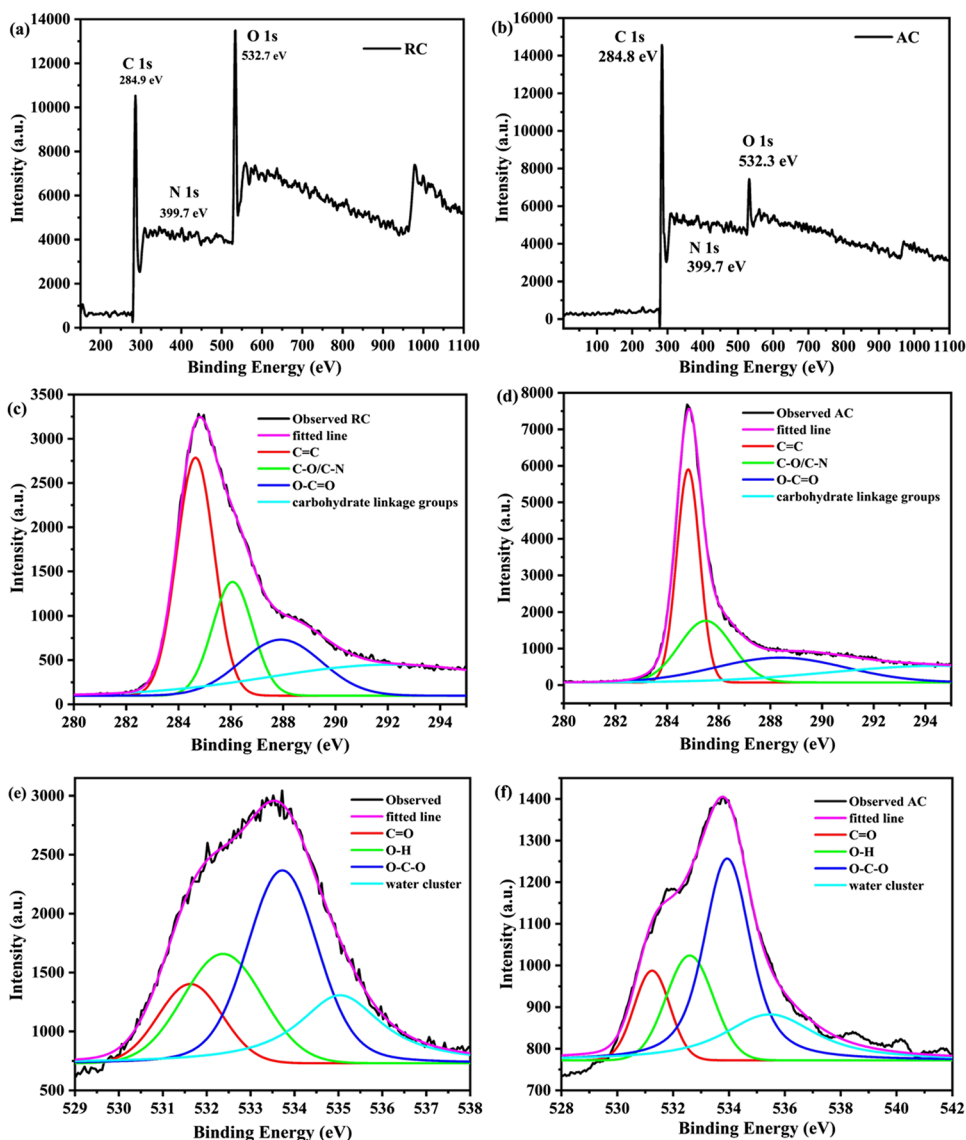 (a)
RC
C 1s
284.9 eV
O 1s
532.7 eV
N 1s
399.7 eV
Intensity (a.u.)
14000
12000
10000
8000
6000
4000
2000
0
200 300 400 500 600 700 800 900 1000 1100
Binding Energy (eV)
(b)
AC
C 1s
284.8 eV
O 1s
532.3 eV
N 1s
399.7 eV
Intensity (a.u.)
16000
14000
12000
10000
8000
6000
4000
2000
0
100 200 300 400 500 600 700 800 900 1000 1100
Binding Energy (eV)
(c)
Observed RC
fitted line
C=C
C-O/C-N
O-C=O
carbohydrate linkage groups
Intensity (a.u.)
3500
3000
2500
2000
1500
1000
500
0
280 282 284 286 288 290 292 294
Binding Energy (eV)
(d)
Observed AC
fitted line
C=C
C-O/C-N
O-C=O
carbohydrate linkage groups
Intensity (a.u.)
8000
7000
6000
5000
4000
3000
2000
1000
0
280 282 284 286 288 290 292 294
Binding Energy (eV)
(e)
Observed
fitted line
C=O
O-H
O-C-O
water cluster
Intensity (a.u.)
3000
2500
2000
1500
1000
500
529 530 531 532 533 534 535 536 537 538
Binding Energy (eV)
(f)
Observed AC
fitted line
C=O
O-H
O-C-O
water cluster
Intensity (a.u.)
1400
1300
1200
1100
1000
900
800
700
528 530 532 534 536 538 540 542
Binding Energy (eV)